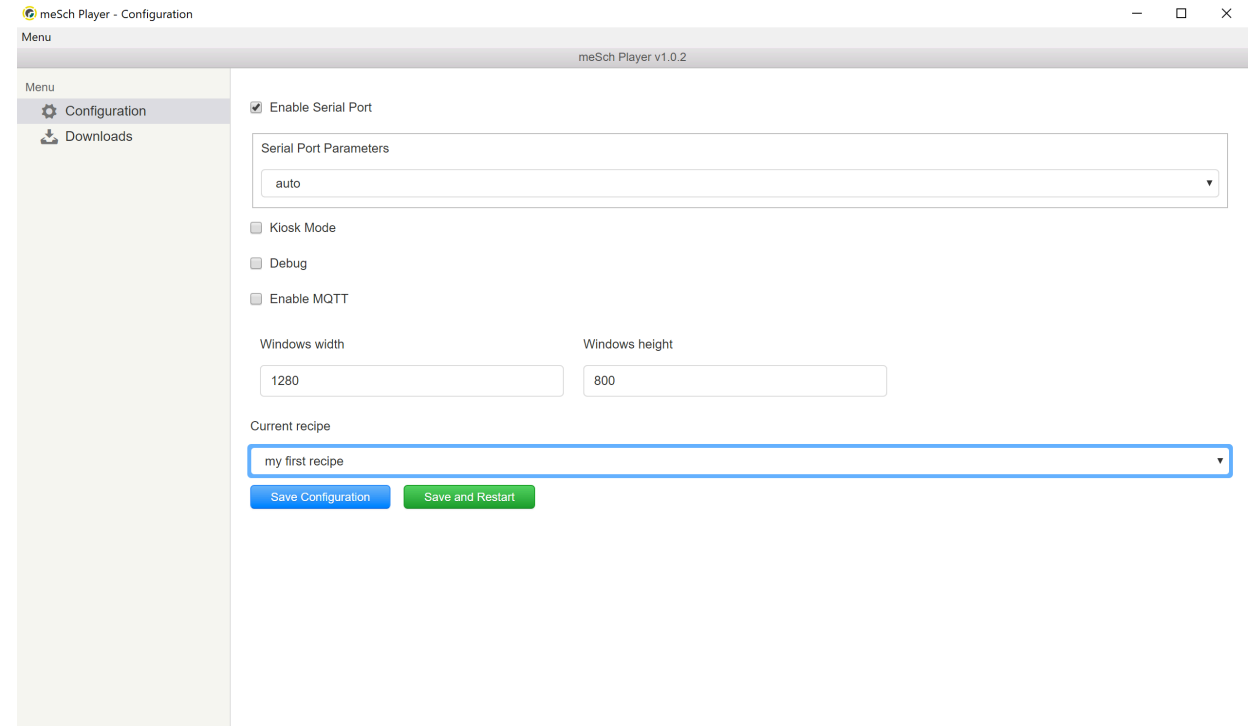 meSch Player - Configuration
Menu
meSch Player v1.0.2
Menu
Configuration
Downloads
Enable Serial Port
Serial Port Parameters
auto
Kiosk Mode
Debug
Enable MQTT
Windows width Windows height
1280 800
Current recipe
my first recipe
Save Configuration Save and Restart